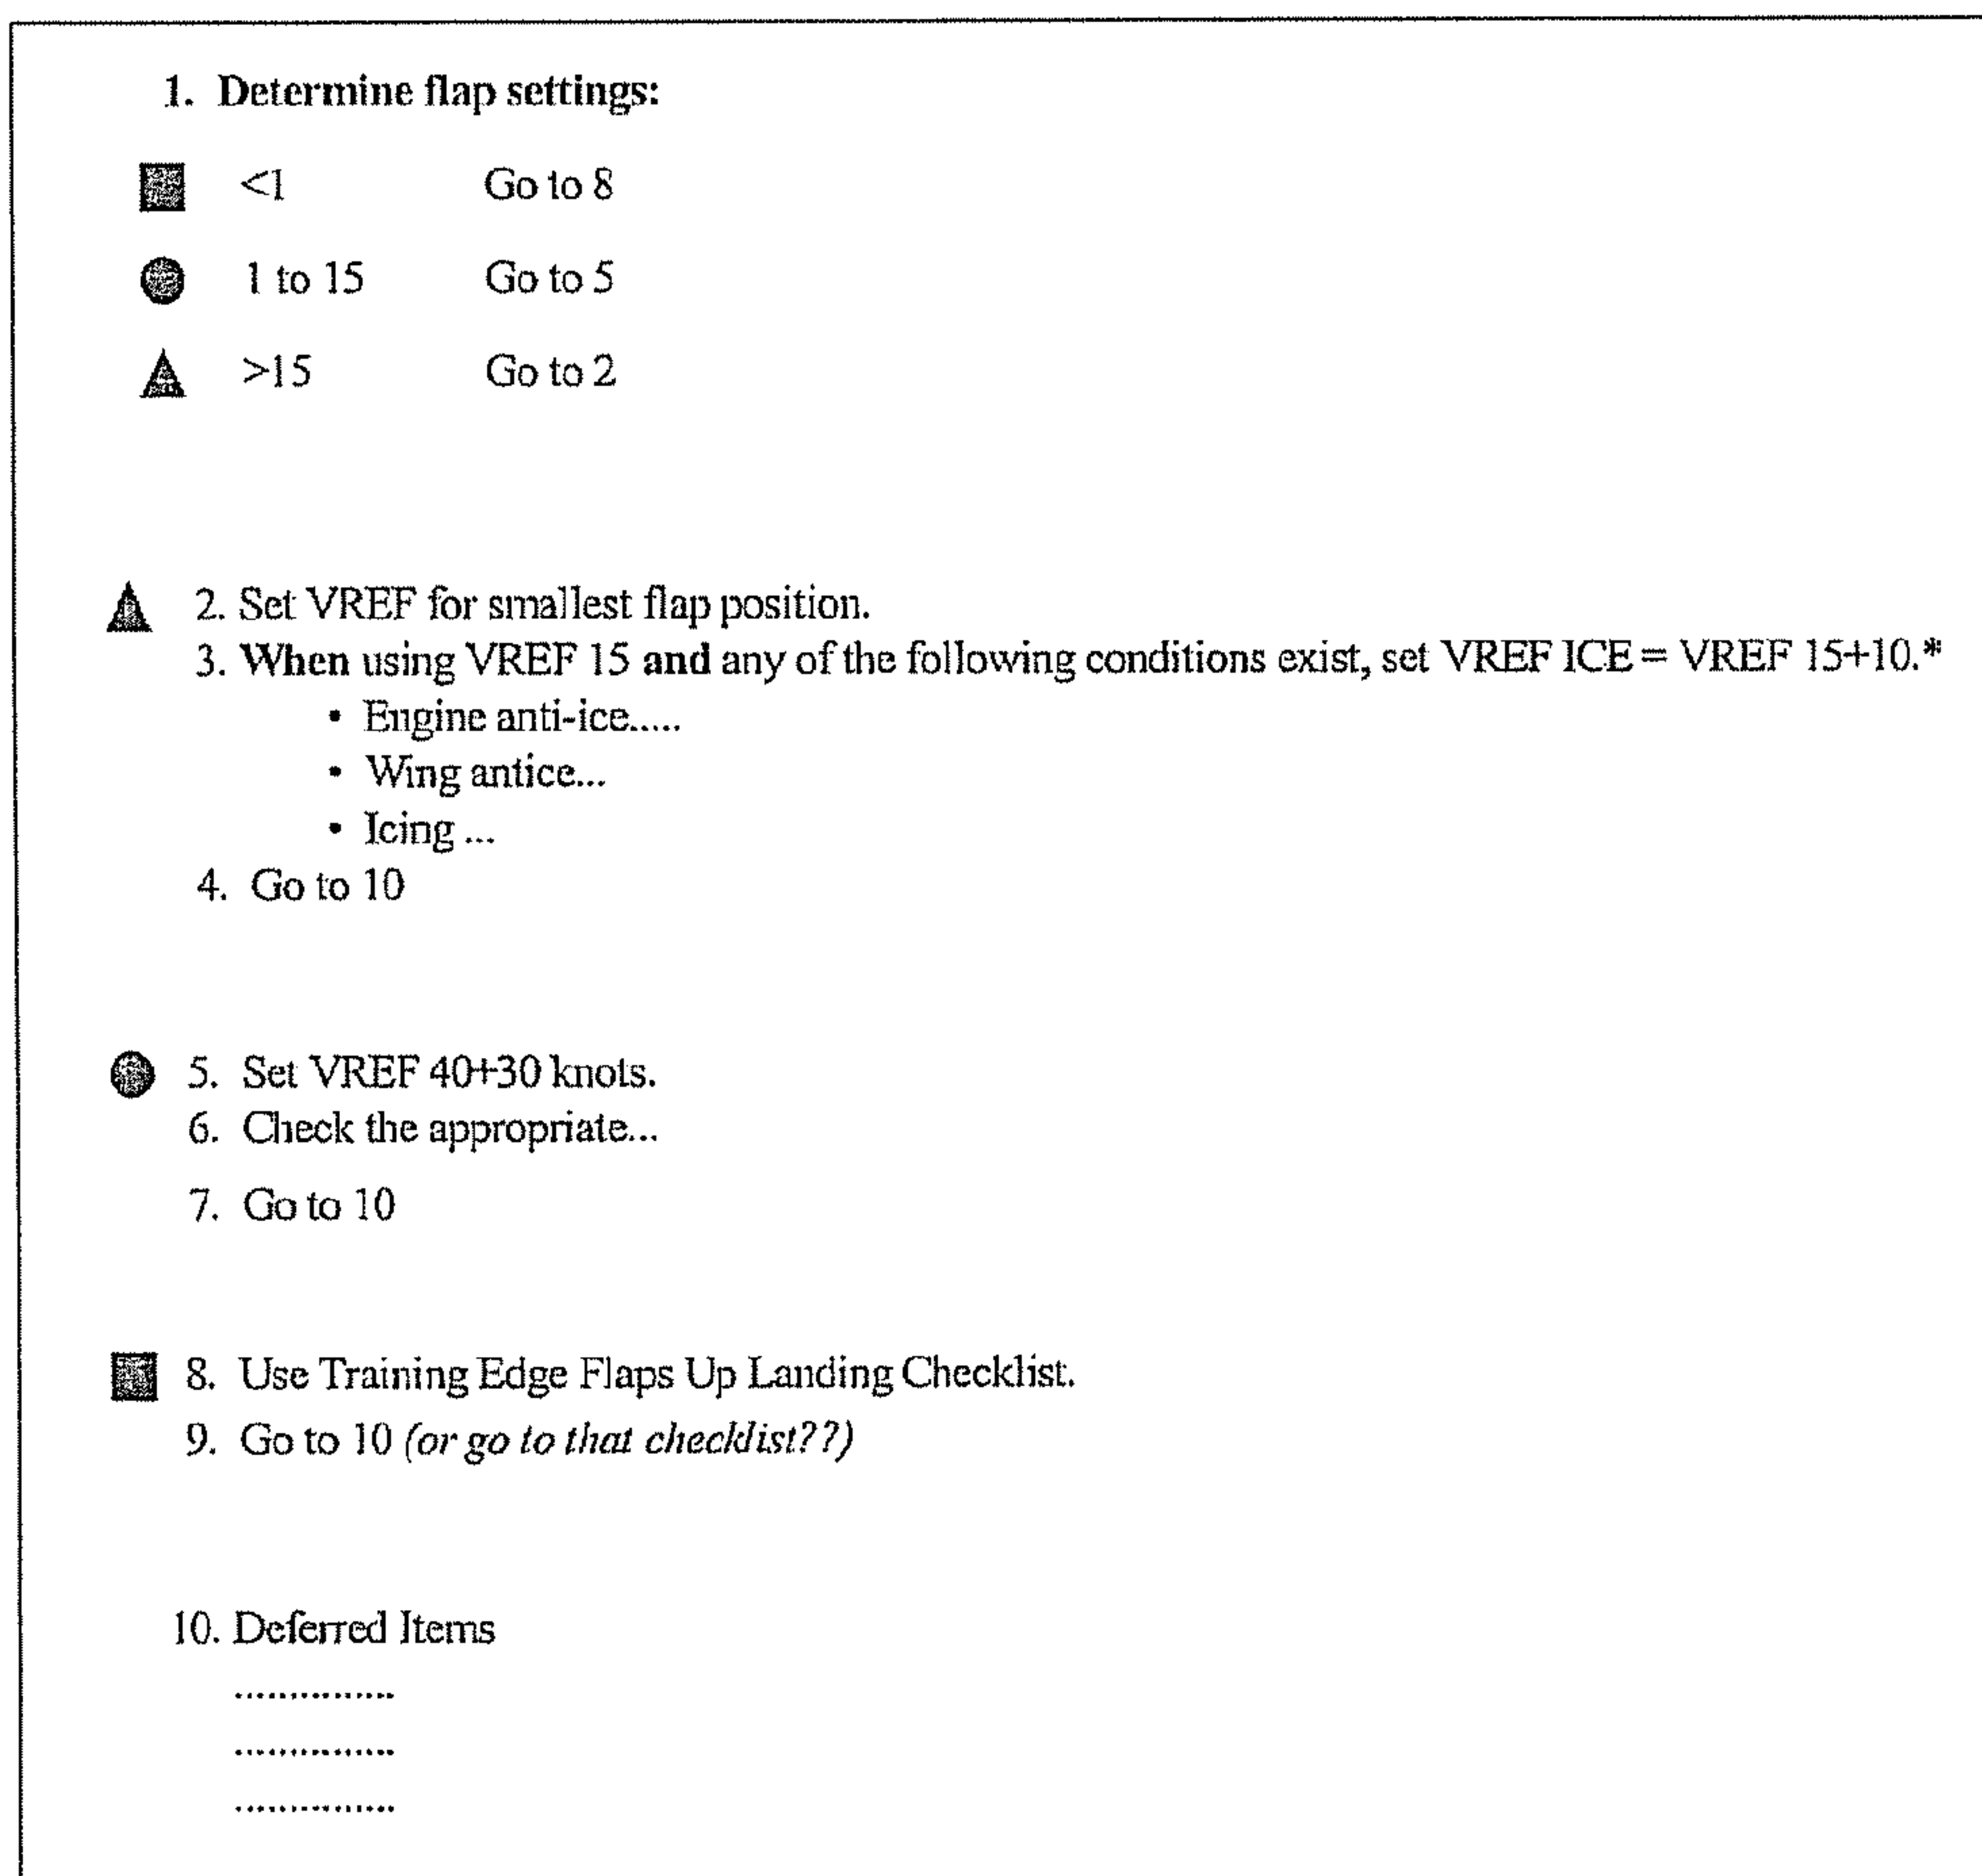 1. Determine flap settings:
<1 Go to 8
1 to 15 Go to 5
>15 Go to 2
2. Set VREF for smallest flap position.
3. When using VREF 15 and any of the following conditions exist, set VREF ICE = VREF 15+10.*
• Engine anti-ice.....
• Wing antice...
• Icing ...
4. Go to 10
5. Set VREF 40+30 knots.
6. Check the appropriate...
7. Go to 10
8. Use Training Edge Flaps Up Landing Checklist.
9. Go to 10 (or go to that checklist??)
10. Deferred Items
...............
...............
...............